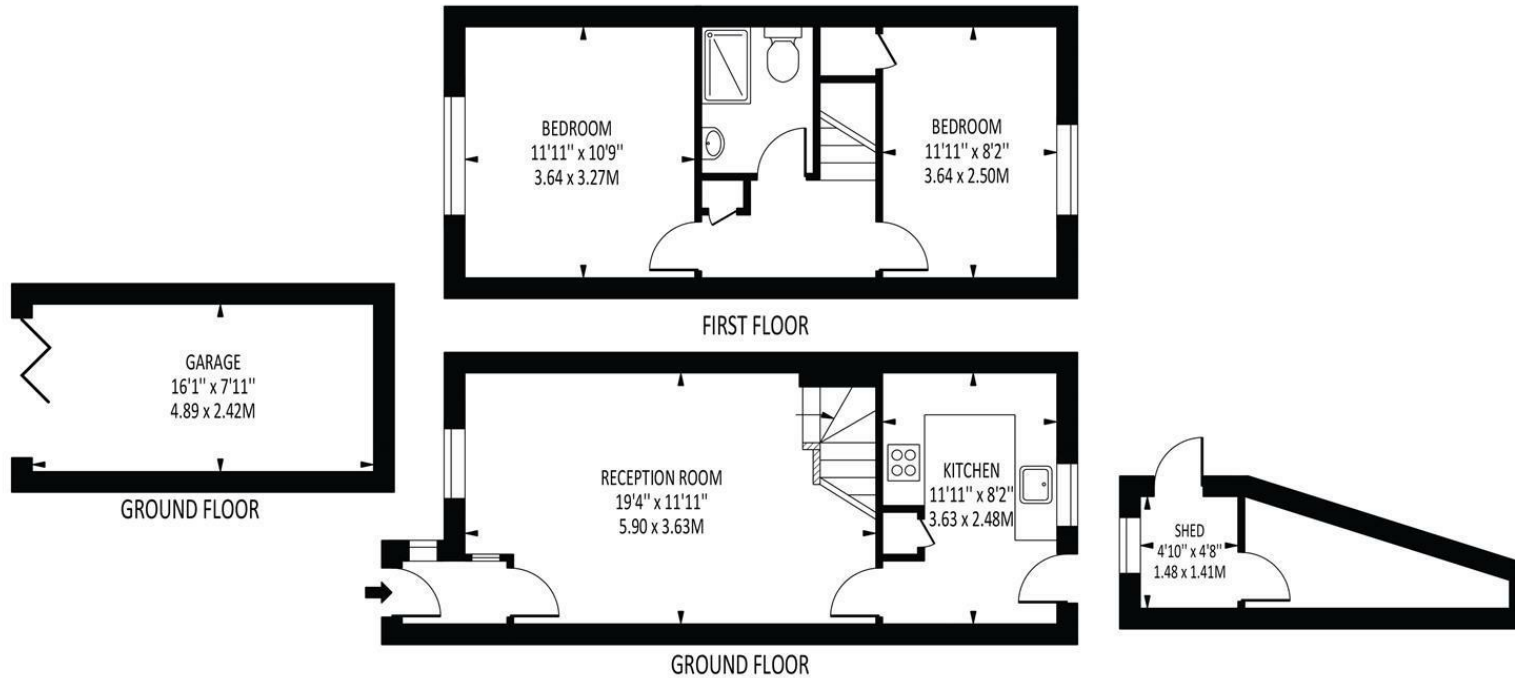 BEDROOM
11'11'' x 10'9''
3.64 x 3.27M
BEDROOM
11'11'' x 8'2''
3.64 x 2.50M
FIRST FLOOR
GARAGE
16'1'' x 7'11''
4.89 x 2.42M
GROUND FLOOR
RECEPTION ROOM
19'4'' x 11'11''
5.90 x 3.63M
KITCHEN
11'11'' x 8'2''
3.63 x 2.48M
GROUND FLOOR
SHED
4'10'' x 4'8''
1.48 x 1.41M